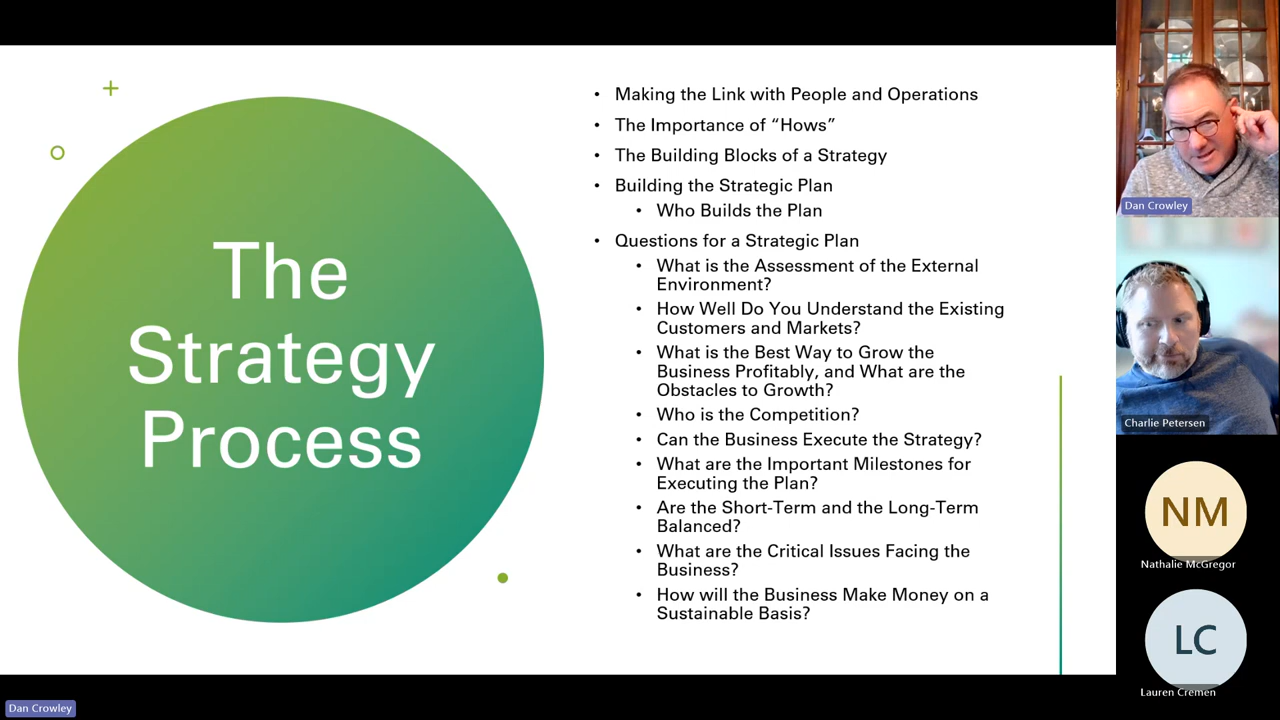 The
Strategy
Process
• Making the Link with People and Operations
• The Importance of “Hows”
• The Building Blocks of a Strategy
• Building the Strategic Plan
• Who Builds the Plan
• Questions for a Strategic Plan
• What is the Assessment of the External
Environment?
• How Well Do You Understand the Existing
Customers and Markets?
• What is the Best Way to Grow the
Business Profitably, and What are the
Obstacles to Growth?
• Who is the Competition?
• Can the Business Execute the Strategy?
• What are the Important Milestones for
Executing the Plan?
• Are the Short-Term and the Long-Term
Balanced?
• What are the Critical Issues Facing the
Business?
• How will the Business Make Money on a
Sustainable Basis?
Dan Crowley
Charlie Petersen
NM
Nathalie McGregor
LC
Lauren Cremen
Dan Crowley